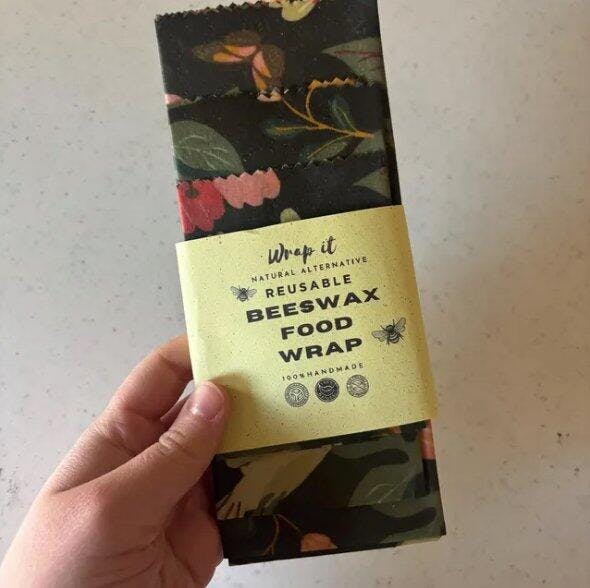 Wrap it
NATURAL ALTERNATIVE
REUSABLE
BEESWAX
FOOD
WRAP
100%HANDMADE